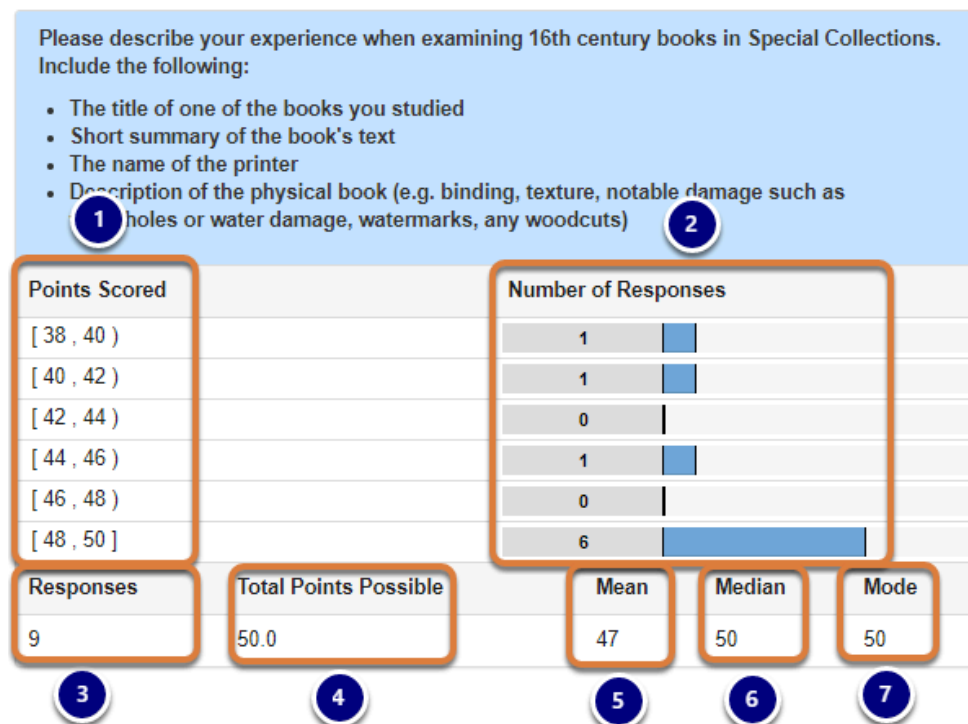 Please describe your experience when examining 16th century books in Special Collections.
Include the following:
• The title of one of the books you studied
• Short summary of the book's text
• The name of the printer
• Description of the physical book (e.g. binding, texture, notable damage such as
holes or water damage, watermarks, any woodcuts)
1 2
Points Scored Number of Responses
[ 38 , 40 ) 1
[ 40 , 42 ) 1
[ 42 , 44 ) 0
[ 44 , 46 ) 1
[ 46 , 48 ) 0
[ 48 , 50 ] 6
Responses Total Points Possible Mean Median Mode
9 50.0 47 50 50
3 4 5 6 7